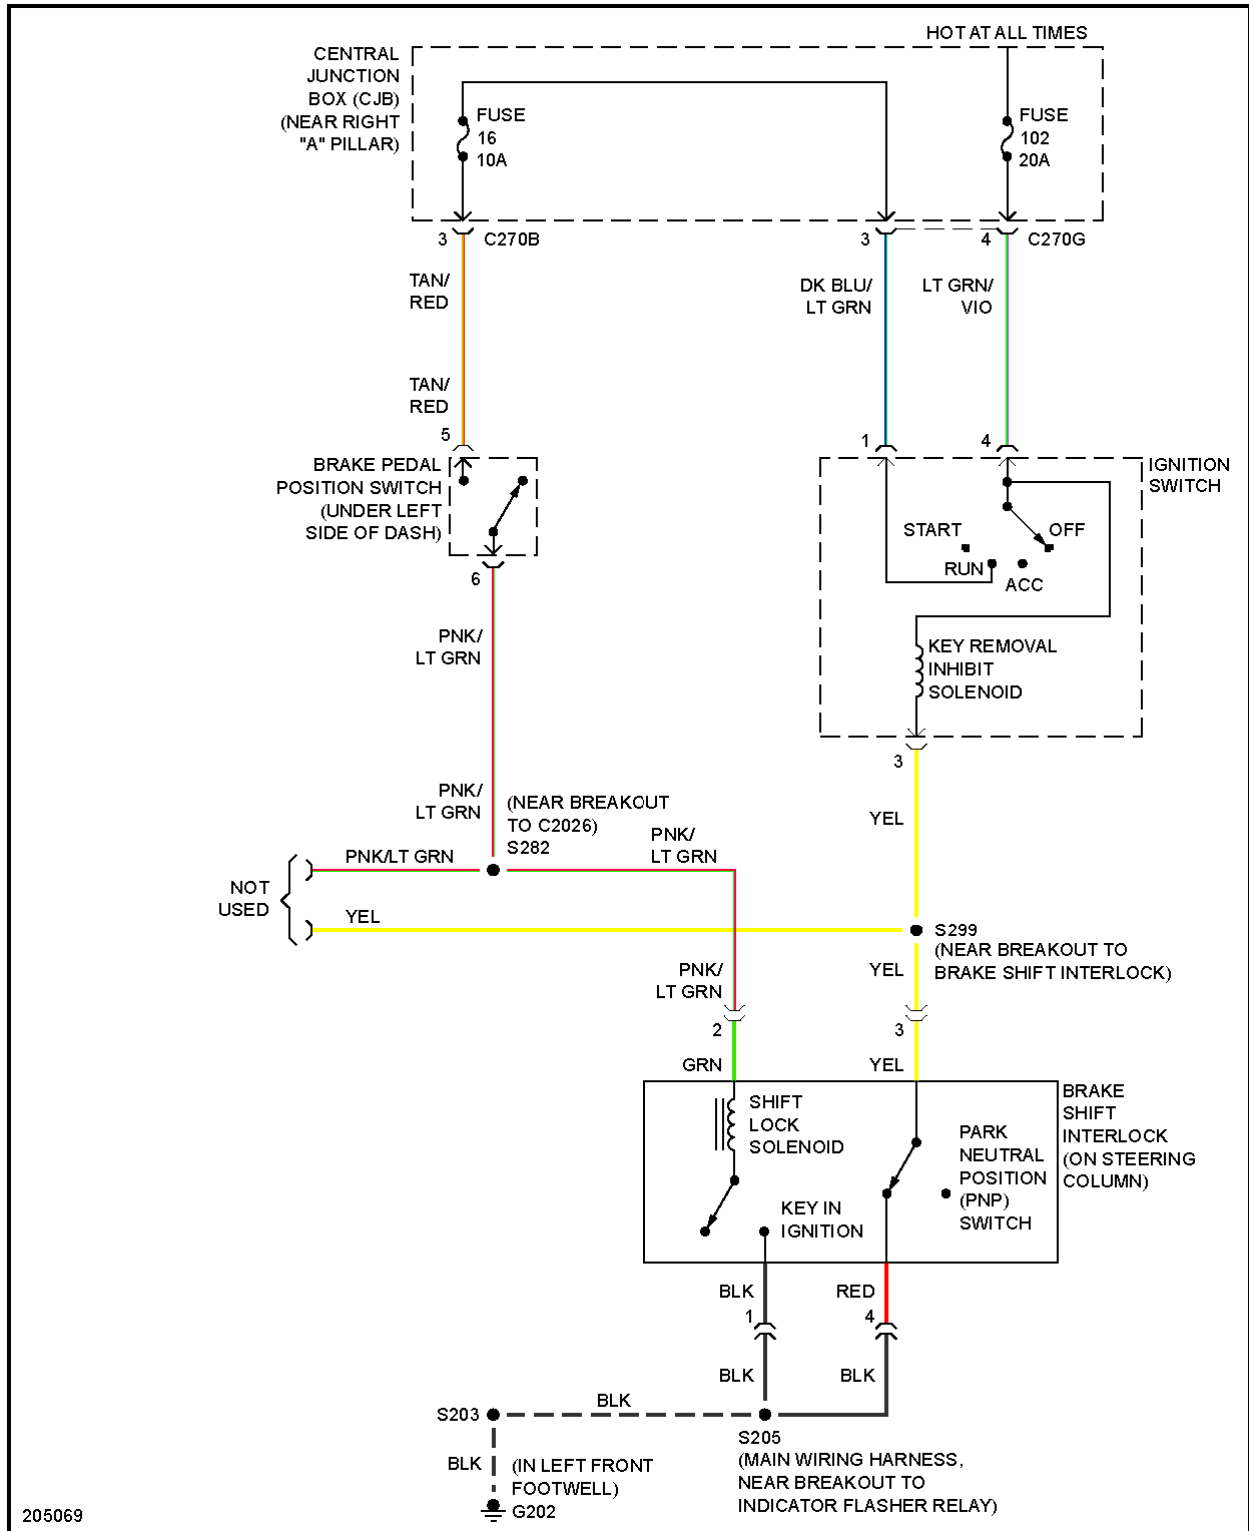 HOT AT ALL TIMES
CENTRAL
JUNCTION
BOX (CJB)
(NEAR RIGHT
"A" PILLAR)
FUSE
16
10A
FUSE
102
20A
3
C270B
3
4
C270G
TAN/
RED
DK BLU/
LT GRN
LT GRN/
VIO
TAN/
RED
5
1
4
BRAKE PEDAL
POSITION SWITCH
(UNDER LEFT
SIDE OF DASH)
IGNITION
SWITCH
START
OFF
RUN
ACC
6
PNK/
LT GRN
KEY REMOVAL
INHIBIT
SOLENOID
3
PNK/
LT GRN
(NEAR BREAKOUT
TO C2026)
S282
YEL
PNK/
LT GRN
PNK/LT GRN
NOT
USED
YEL
S299
(NEAR BREAKOUT TO
BRAKE SHIFT INTERLOCK)
PNK/
LT GRN
YEL
2
3
GRN
YEL
BRAKE
SHIFT
INTERLOCK
(ON STEERING
COLUMN)
SHIFT
LOCK
SOLENOID
PARK
NEUTRAL
POSITION
(PNP)
SWITCH
KEY IN
IGNITION
BLK
RED
1
4
BLK
BLK
S203
BLK
S205
(MAIN WIRING HARNESS,
NEAR BREAKOUT TO
INDICATOR FLASHER RELAY)
BLK
(IN LEFT FRONT
FOOTWELL)
G202
205069